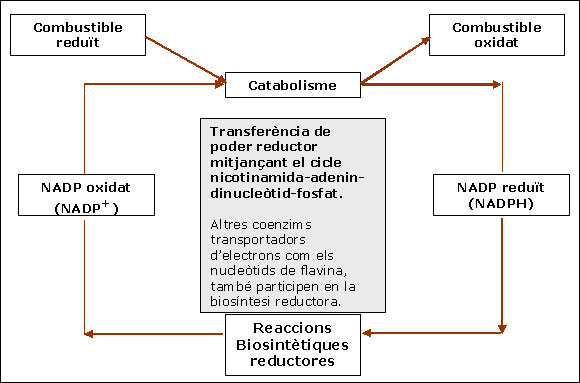 Combustible
reduït
Combustible
oxidat
Catabolisme
Transferència de
poder reductor
mitjançant el cicle
nicotinamida-adenin-
dinucleòtid-fosfat.
Altres coenzims
transportadors
d'electrons com els
nucleòtids de flavina,
també participen en la
biosíntesi reductora.
NADP oxidat
(NADP⁺)
NADP reduït
(NADPH)
Reaccions
Biosintètiques
reductores